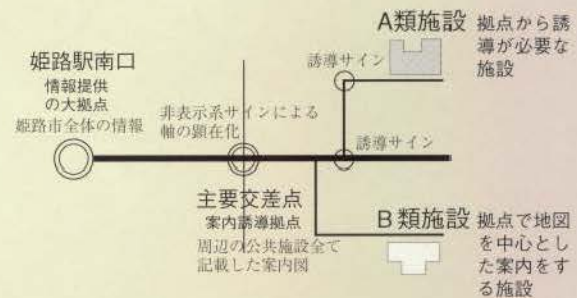 姫路駅南口
情報提供
の大拠点
姫路市全体の情報
非表示系サインによる
軸の顕在化
主要交差点
案内誘導拠点
周辺の公共施設全て
記載した案内図
誘導サイン
誘導サイン
A類施設
拠点から誘
導が必要な
施設
B類施設
拠点で地図
を中心とし
た案内をす
る施設